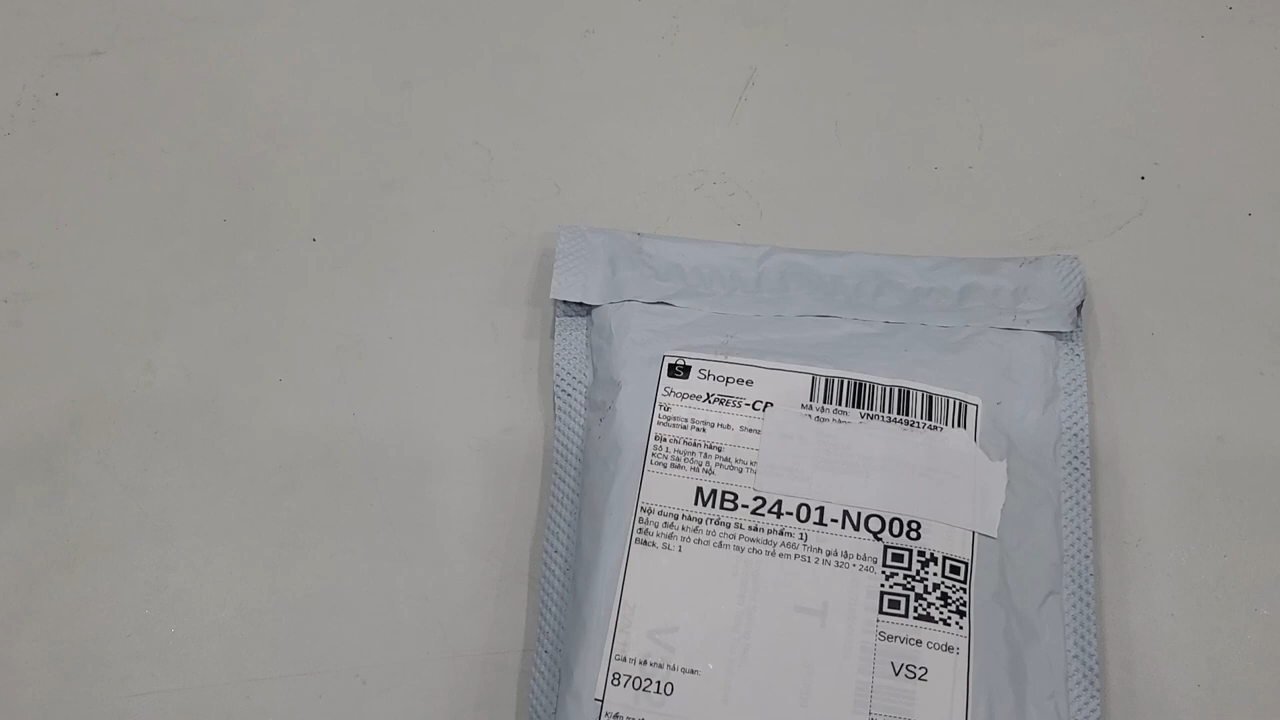 Shopee
Shopee XPRESS-CP
Mã vận đơn: VN013449217487
Từ:
Logistics Sorting Hub, Shenz
Industrial Park
Địa chỉ hoàn hàng:
Số 1, Huỳnh Tấn Phát, khu
KCN Sài Đồng B, Phường
Long Biên, Hà Nội.
MB-24-01-NQ08
Nội dung hàng (Tổng SL sản phẩm: 1)
Bảng điều khiển trò chơi Powkiddy A66/ Trình giả lập bảng
điều khiển trò chơi cầm tay cho trẻ em PS1 2 IN 320 * 240,
Black, SL: 1
Service code:
VS2
Giá trị kê khai hải quan:
870210